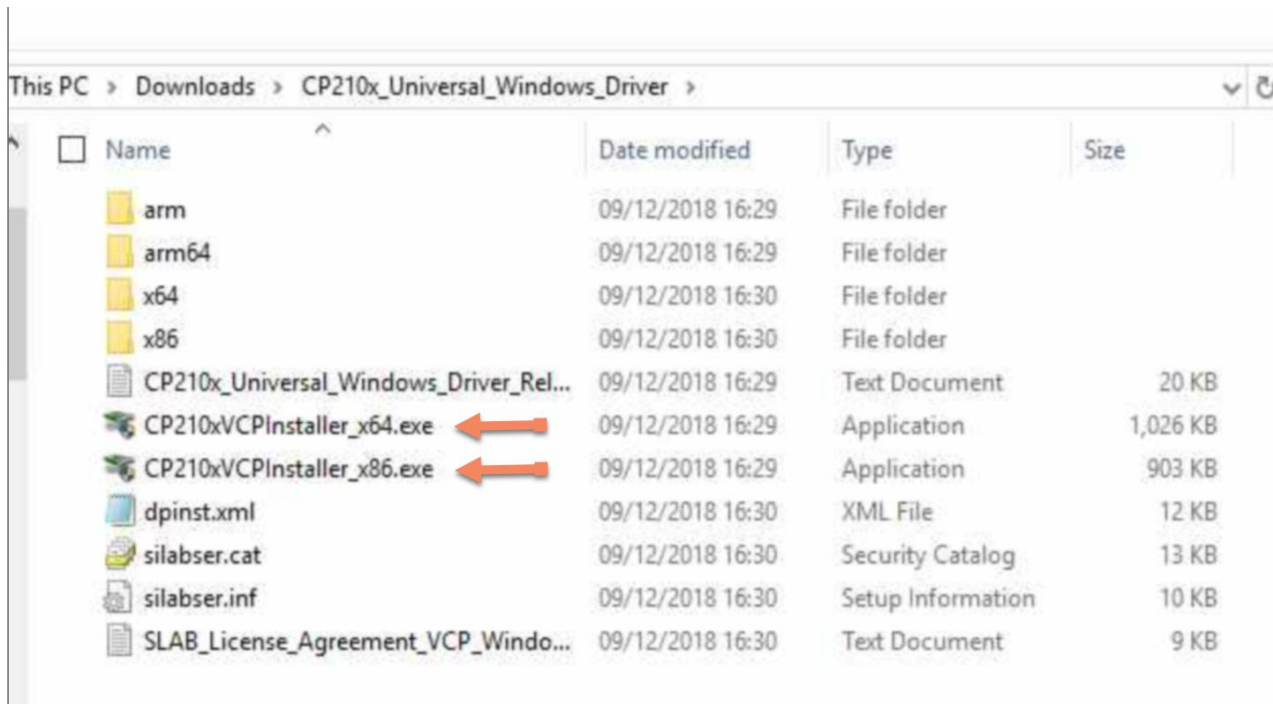 This PC > Downloads > CP210x_Universal_Windows_Driver >
Name Date modified Type Size
arm 09/12/2018 16:29 File folder
arm64 09/12/2018 16:29 File folder
x64 09/12/2018 16:30 File folder
x86 09/12/2018 16:30 File folder
CP210x_Universal_Windows_Driver_Rel... 09/12/2018 16:29 Text Document 20 KB
CP210xVCPInstaller_x64.exe 09/12/2018 16:29 Application 1,026 KB
CP210xVCPInstaller_x86.exe 09/12/2018 16:29 Application 903 KB
dpinst.xml 09/12/2018 16:30 XML File 12 KB
silabser.cat 09/12/2018 16:30 Security Catalog 13 KB
silabser.inf 09/12/2018 16:30 Setup Information 10 KB
SLAB_License_Agreement_VCP_Windo... 09/12/2018 16:30 Text Document 9 KB